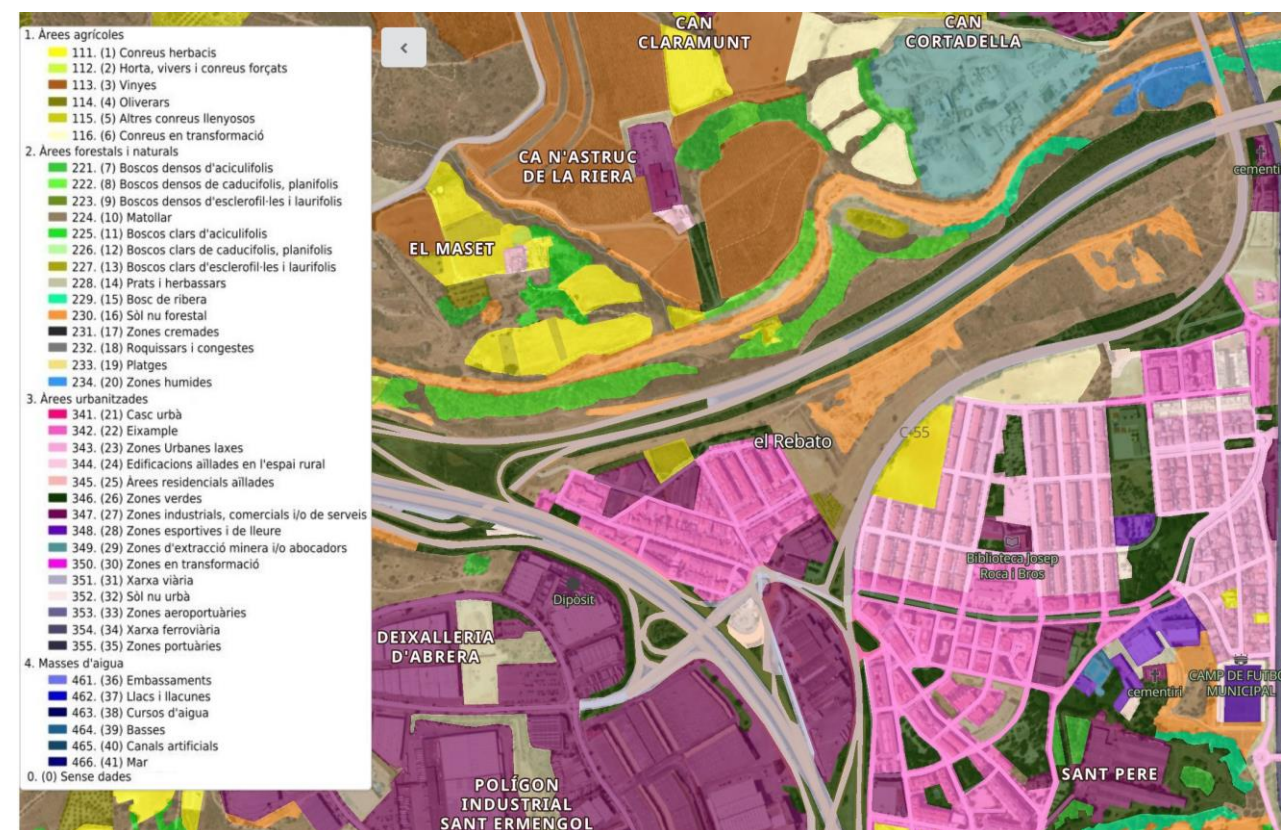 1. Àrees agrícoles
111. (1) Conreus herbacis
112. (2) Horta, vivers i conreus forçats
113. (3) Vinyes
114. (4) Oliverars
115. (5) Altres conreus llenyosos
116. (6) Conreus en transformació
2. Àrees forestals i naturals
221. (7) Boscos densos d'aciculifolis
222. (8) Boscos densos de caducifolis, planifolis
223. (9) Boscos densos d'esclerofil·les i laurifolis
224. (10) Matollar
225. (11) Boscos clars d'aciculifolis
226. (12) Boscos clars de caducifolis, planifolis
227. (13) Boscos clars d'esclerofil·les i laurifolis
228. (14) Prats i herbassars
229. (15) Bosc de ribera
230. (16) Sòl nu forestal
231. (17) Zones cremades
232. (18) Roquissars i congestes
233. (19) Platges
234. (20) Zones humides
3. Àrees urbanitzades
341. (21) Casc urbà
342. (22) Eixample
343. (23) Zones Urbanes laxes
344. (24) Edificacions aïllades en l'espai rural
345. (25) Àrees residencials aïllades
346. (26) Zones verdes
347. (27) Zones industrials, comercials i/o de serveis
348. (28) Zones esportives i de lleure
349. (29) Zones d'extracció minera i/o abocadors
350. (30) Zones en transformació
351. (31) Xarxa viària
352. (32) Sòl nu urbà
353. (33) Zones aeroportuàries
354. (34) Xarxa ferroviària
355. (35) Zones portuàries
4. Masses d'aigua
461. (36) Embassaments
462. (37) Llacs i llacunes
463. (38) Cursos d'aigua
464. (39) Basses
465. (40) Canals artificials
466. (41) Mar
0. (0) Sense dades
CAN
CLARAMUNT
CAN
CORTADELLA
CA N'ASTRUC
DE LA RIERA
cementiri
EL MASET
el Rebato
C-55
Biblioteca Josep
Roca i Bros
Dipòsit
DEIXALLERIA
D'ABRERA
cementiri
CAMP DE FUTBO
MUNICIPAL
SANT PERE
POLÍGON
INDUSTRIAL
SANT ERMENGOL